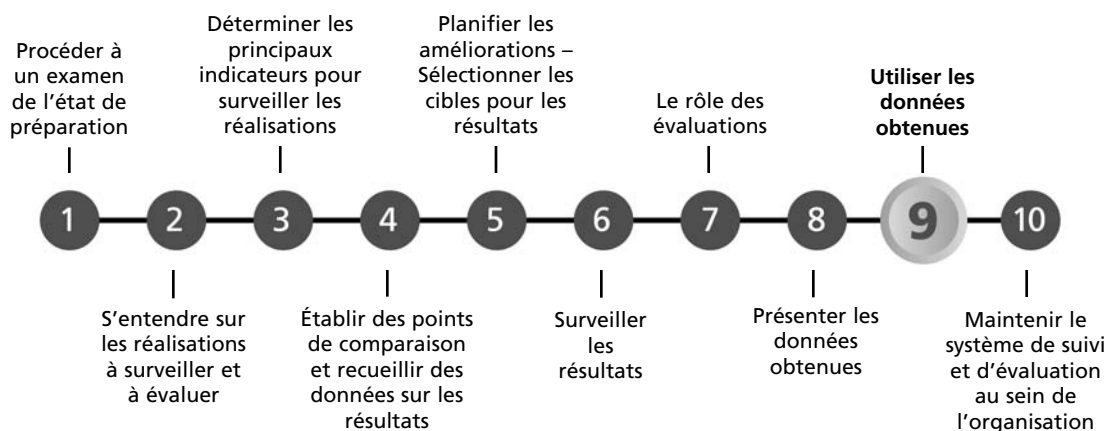 Procéder à
un examen
de l'état de
préparation
Déterminer les
principaux
indicateurs pour
surveiller les
réalisations
Planifier les
améliorations –
Sélectionner les
cibles pour les
résultats
Le rôle des
évaluations
Utiliser les
données
obtenues
1
2
3
4
5
6
7
8
9
10
S'entendre sur
les réalisations
à surveiller et
à évaluer
Établir des points
de comparaison
et recueillir des
données sur les
résultats
Surveiller
les
résultats
Présenter les
données
obtenues
Maintenir le
système de suivi
et d'évaluation
au sein de
l'organisation